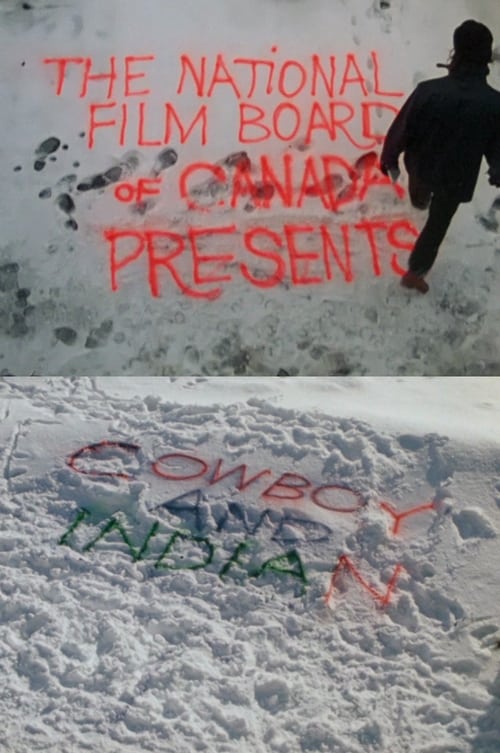 THE NATIONAL
FILM BOARD
OF CANADA
PRESENTS
COWBOY
AND
INDIAN